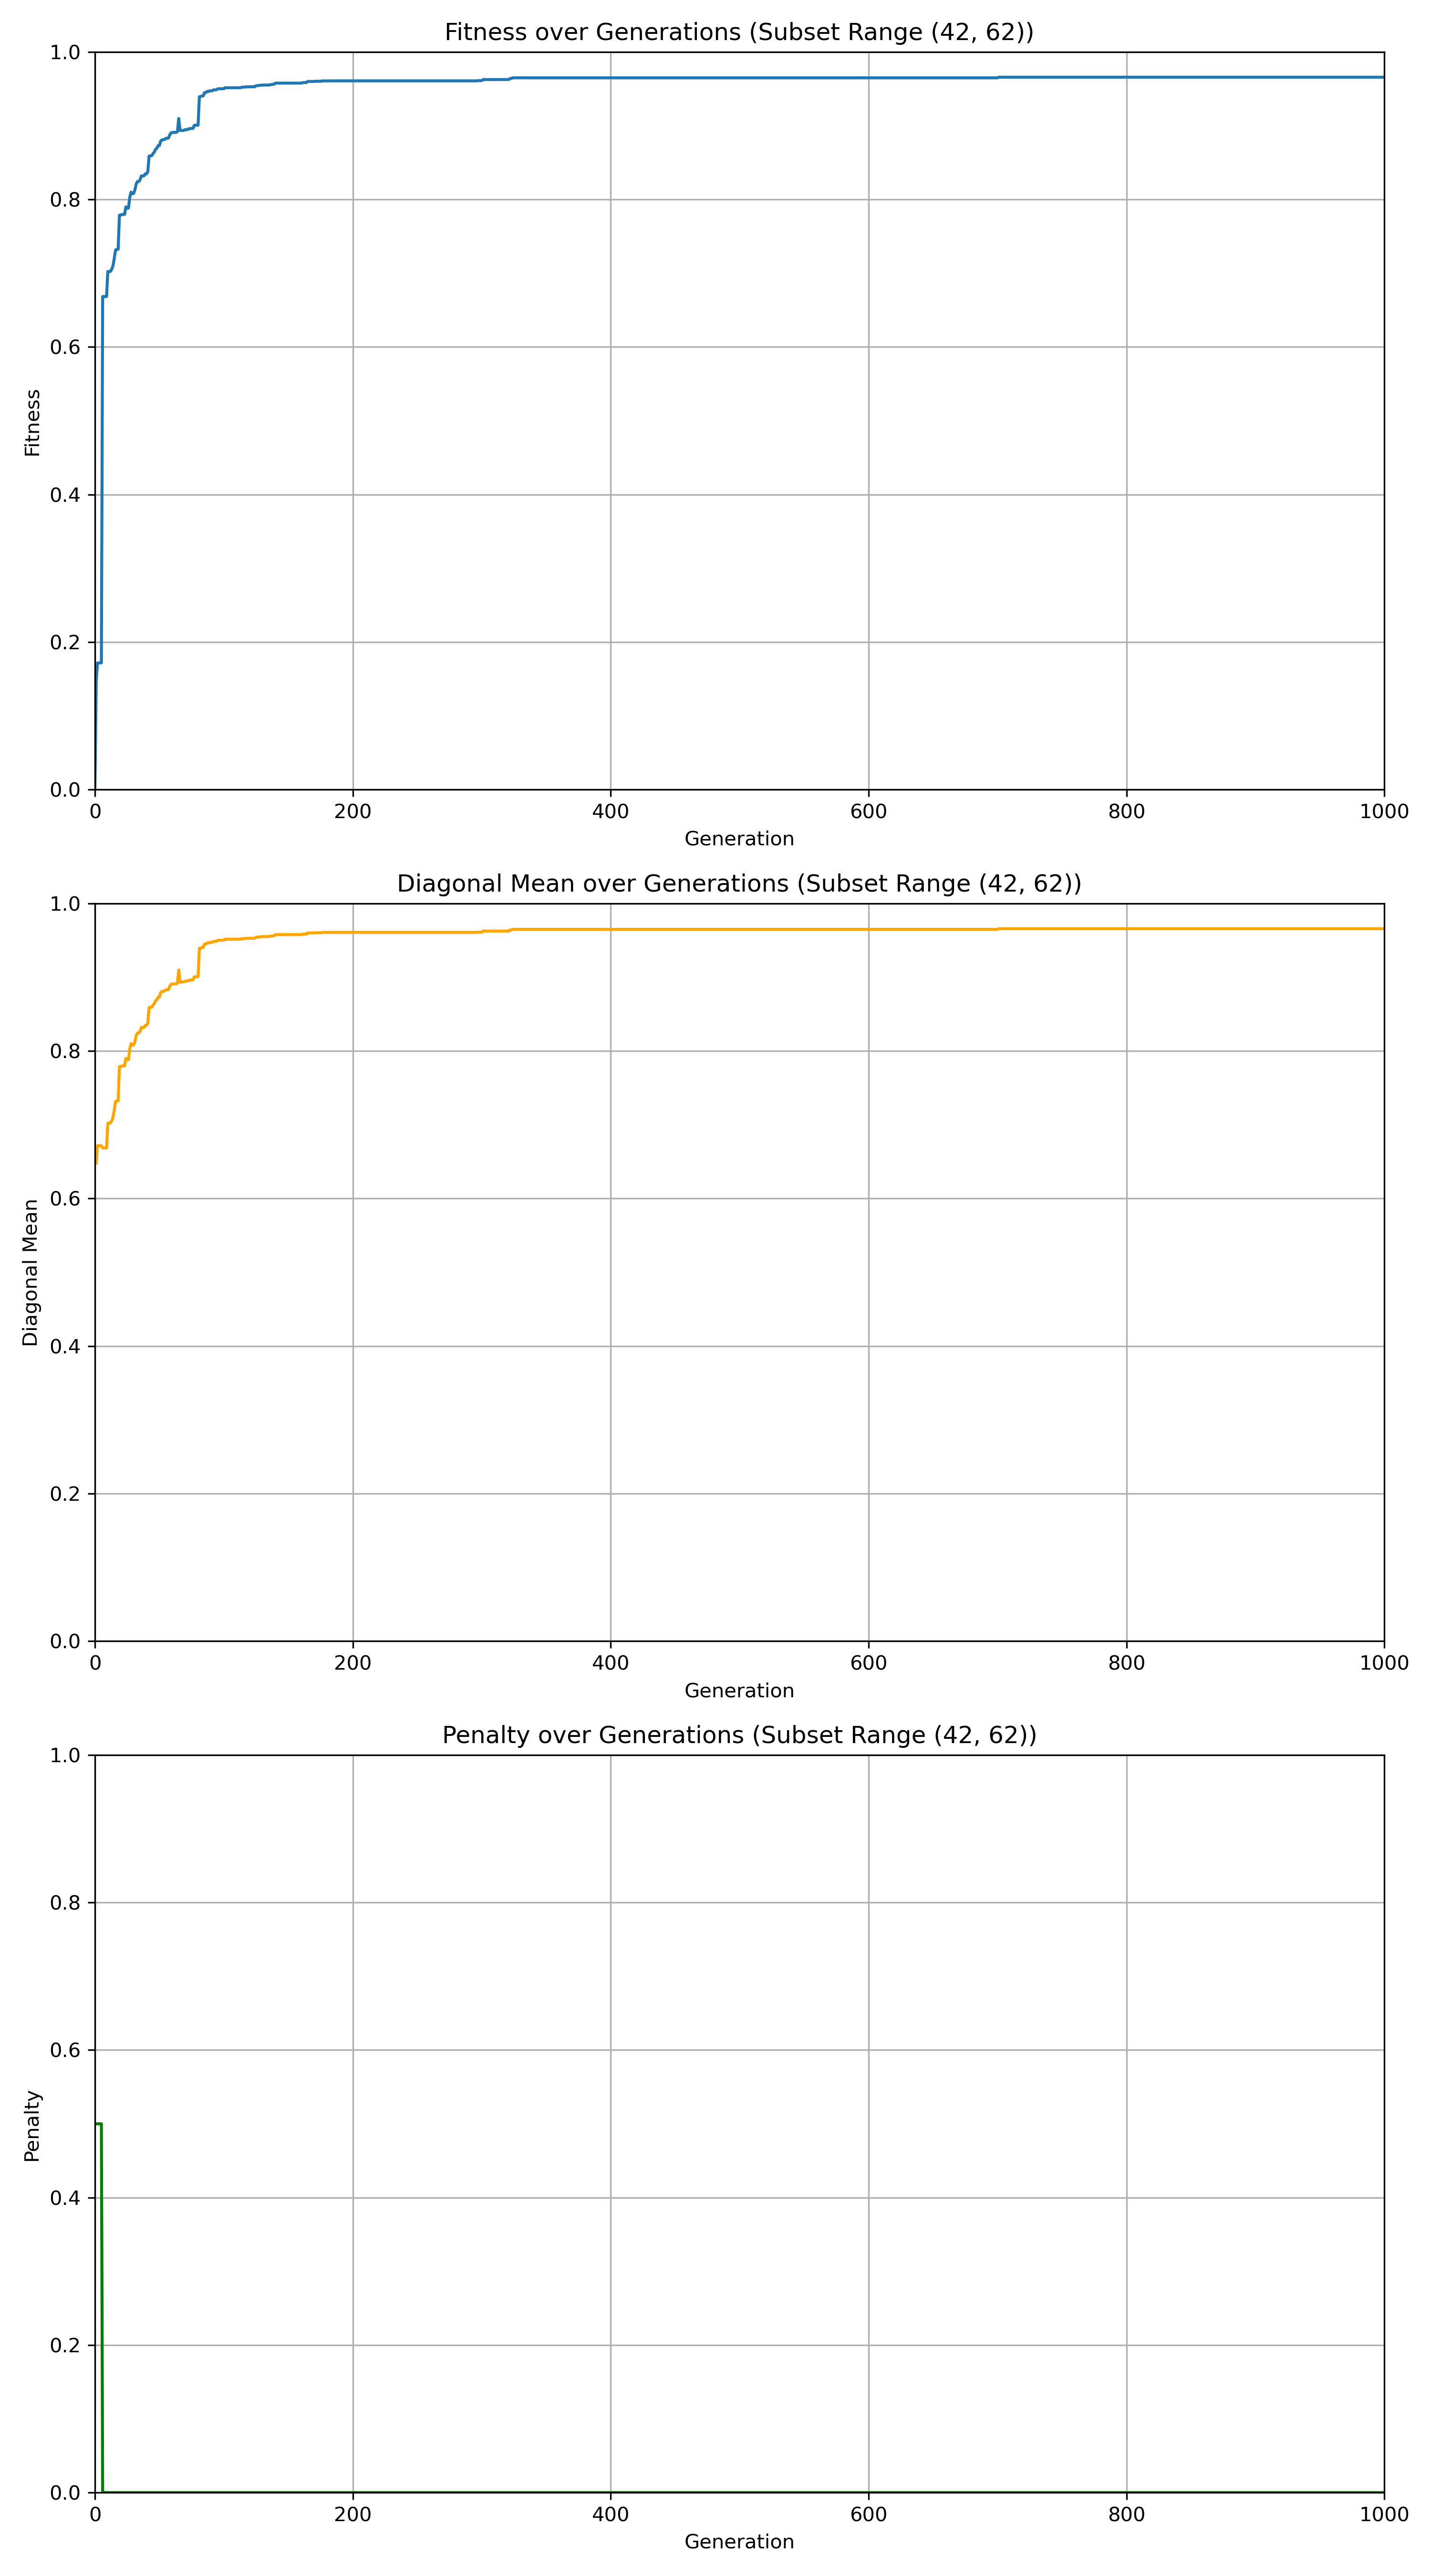 Fitness over Generations (Subset Range (42, 62))
1.0
0.8
0.6
0.4
0.2
0.0
Fitness
0 200 400 600 800 1000
Generation
Diagonal Mean over Generations (Subset Range (42, 62))
1.0
0.8
0.6
0.4
0.2
0.0
Diagonal Mean
0 200 400 600 800 1000
Generation
Penalty over Generations (Subset Range (42, 62))
1.0
0.8
0.6
0.4
0.2
0.0
Penalty
0 200 400 600 800 1000
Generation